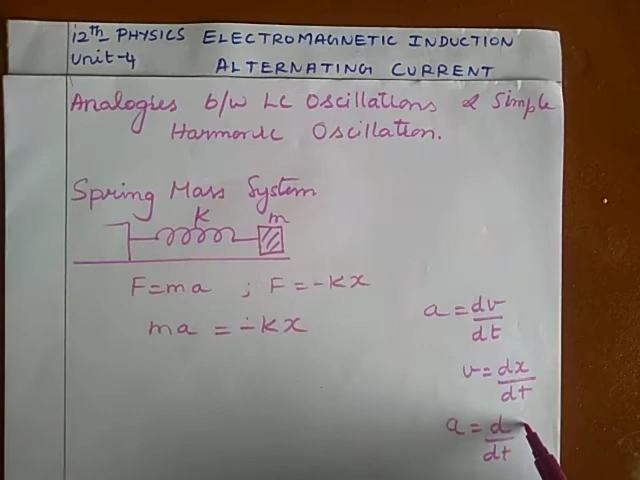 12th PHYSICS ELECTROMAGNETIC INDUCTION
Unit-4 ALTERNATING CURRENT
Analogies b/w LC Oscillations & Simple
Harmonic Oscillation.
Spring Mass System
K m
F=ma ; F=-Kx
ma = -Kx
a = dv/dt
v = dx/dt
a = d/dt